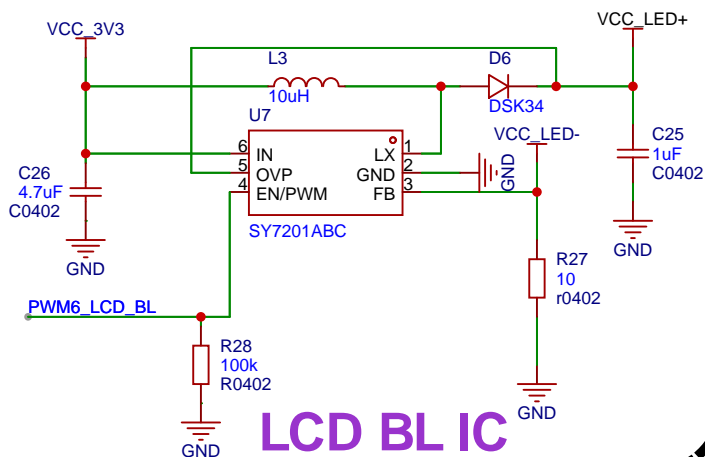 VCC_3V3
VCC_LED+
L3
10uH
D6
DSK34
U7
VCC_LED-
C26
4.7uF
C0402
6 IN
5 OVP
4 EN/PWM
LX 1
GND 2
FB 3
GND
C25
1uF
C0402
SY7201ABC
GND
GND
R27
10
r0402
PWM6_LCD_BL
R28
100k
R0402
GND
GND
LCD BL IC